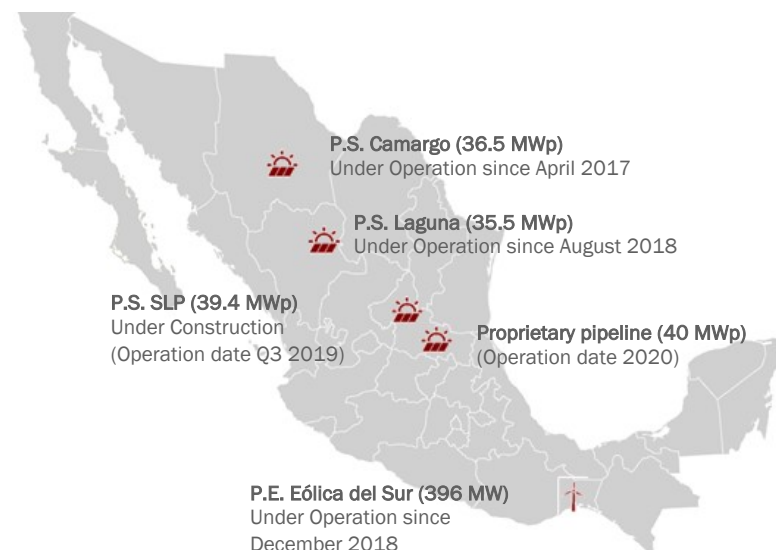 P.S. Camargo (36.5 MWp)
Under Operation since April 2017
P.S. Laguna (35.5 MWp)
Under Operation since August 2018
P.S. SLP (39.4 MWp)
Under Construction
(Operation date Q3 2019)
Proprietary pipeline (40 MWp)
(Operation date 2020)
P.E. Eólica del Sur (396 MW)
Under Operation since
December 2018